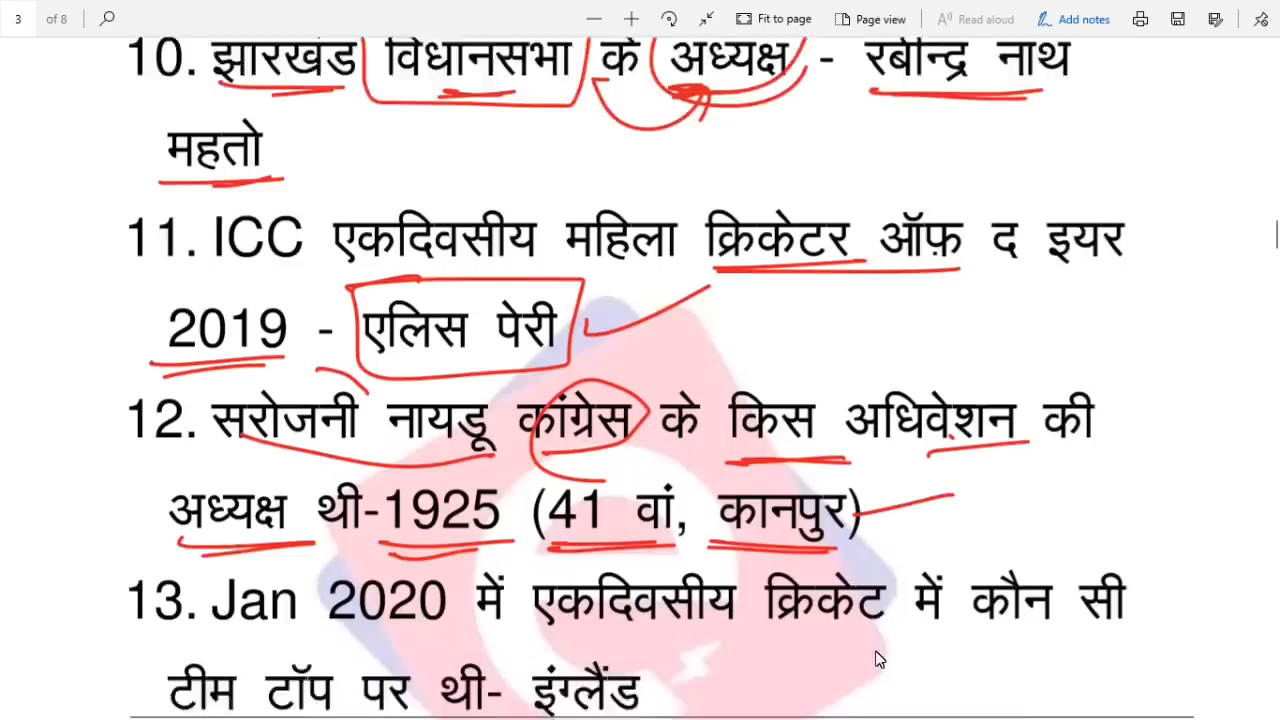 3 of 8 Fit to page Page view Read aloud Add notes
10. झारखंड विधानसभा के अध्यक्ष - रबीन्द्र नाथ
महतो
11. ICC एकदिवसीय महिला क्रिकेटर ऑफ़ द इयर
2019 - एलिस पेरी
12. सरोजनी नायडू कांग्रेस के किस अधिवेशन की
अध्यक्ष थी-1925 (41 वां, कानपुर)
13. Jan 2020 में एकदिवसीय क्रिकेट में कौन सी
टीम टॉप पर थी- इंग्लैंड